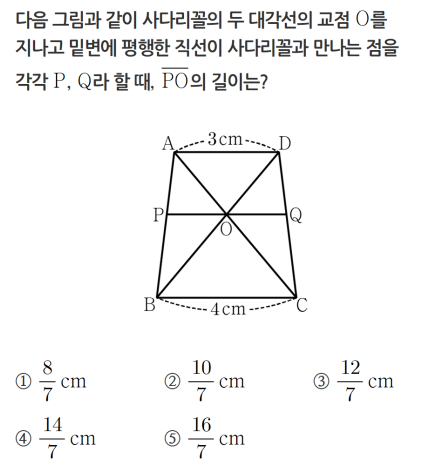 다음 그림과 같이 사다리꼴의 두 대각선의 교점 O를
지나고 밑변에 평행한 직선이 사다리꼴과 만나는 점을
각각 P, Q라 할 때, $\overline{PO}$의 길이는?
A 3cm D
P O Q
B 4cm C
① $\frac{8}{7}$ cm ② $\frac{10}{7}$ cm ③ $\frac{12}{7}$ cm
④ $\frac{14}{7}$ cm ⑤ $\frac{16}{7}$ cm